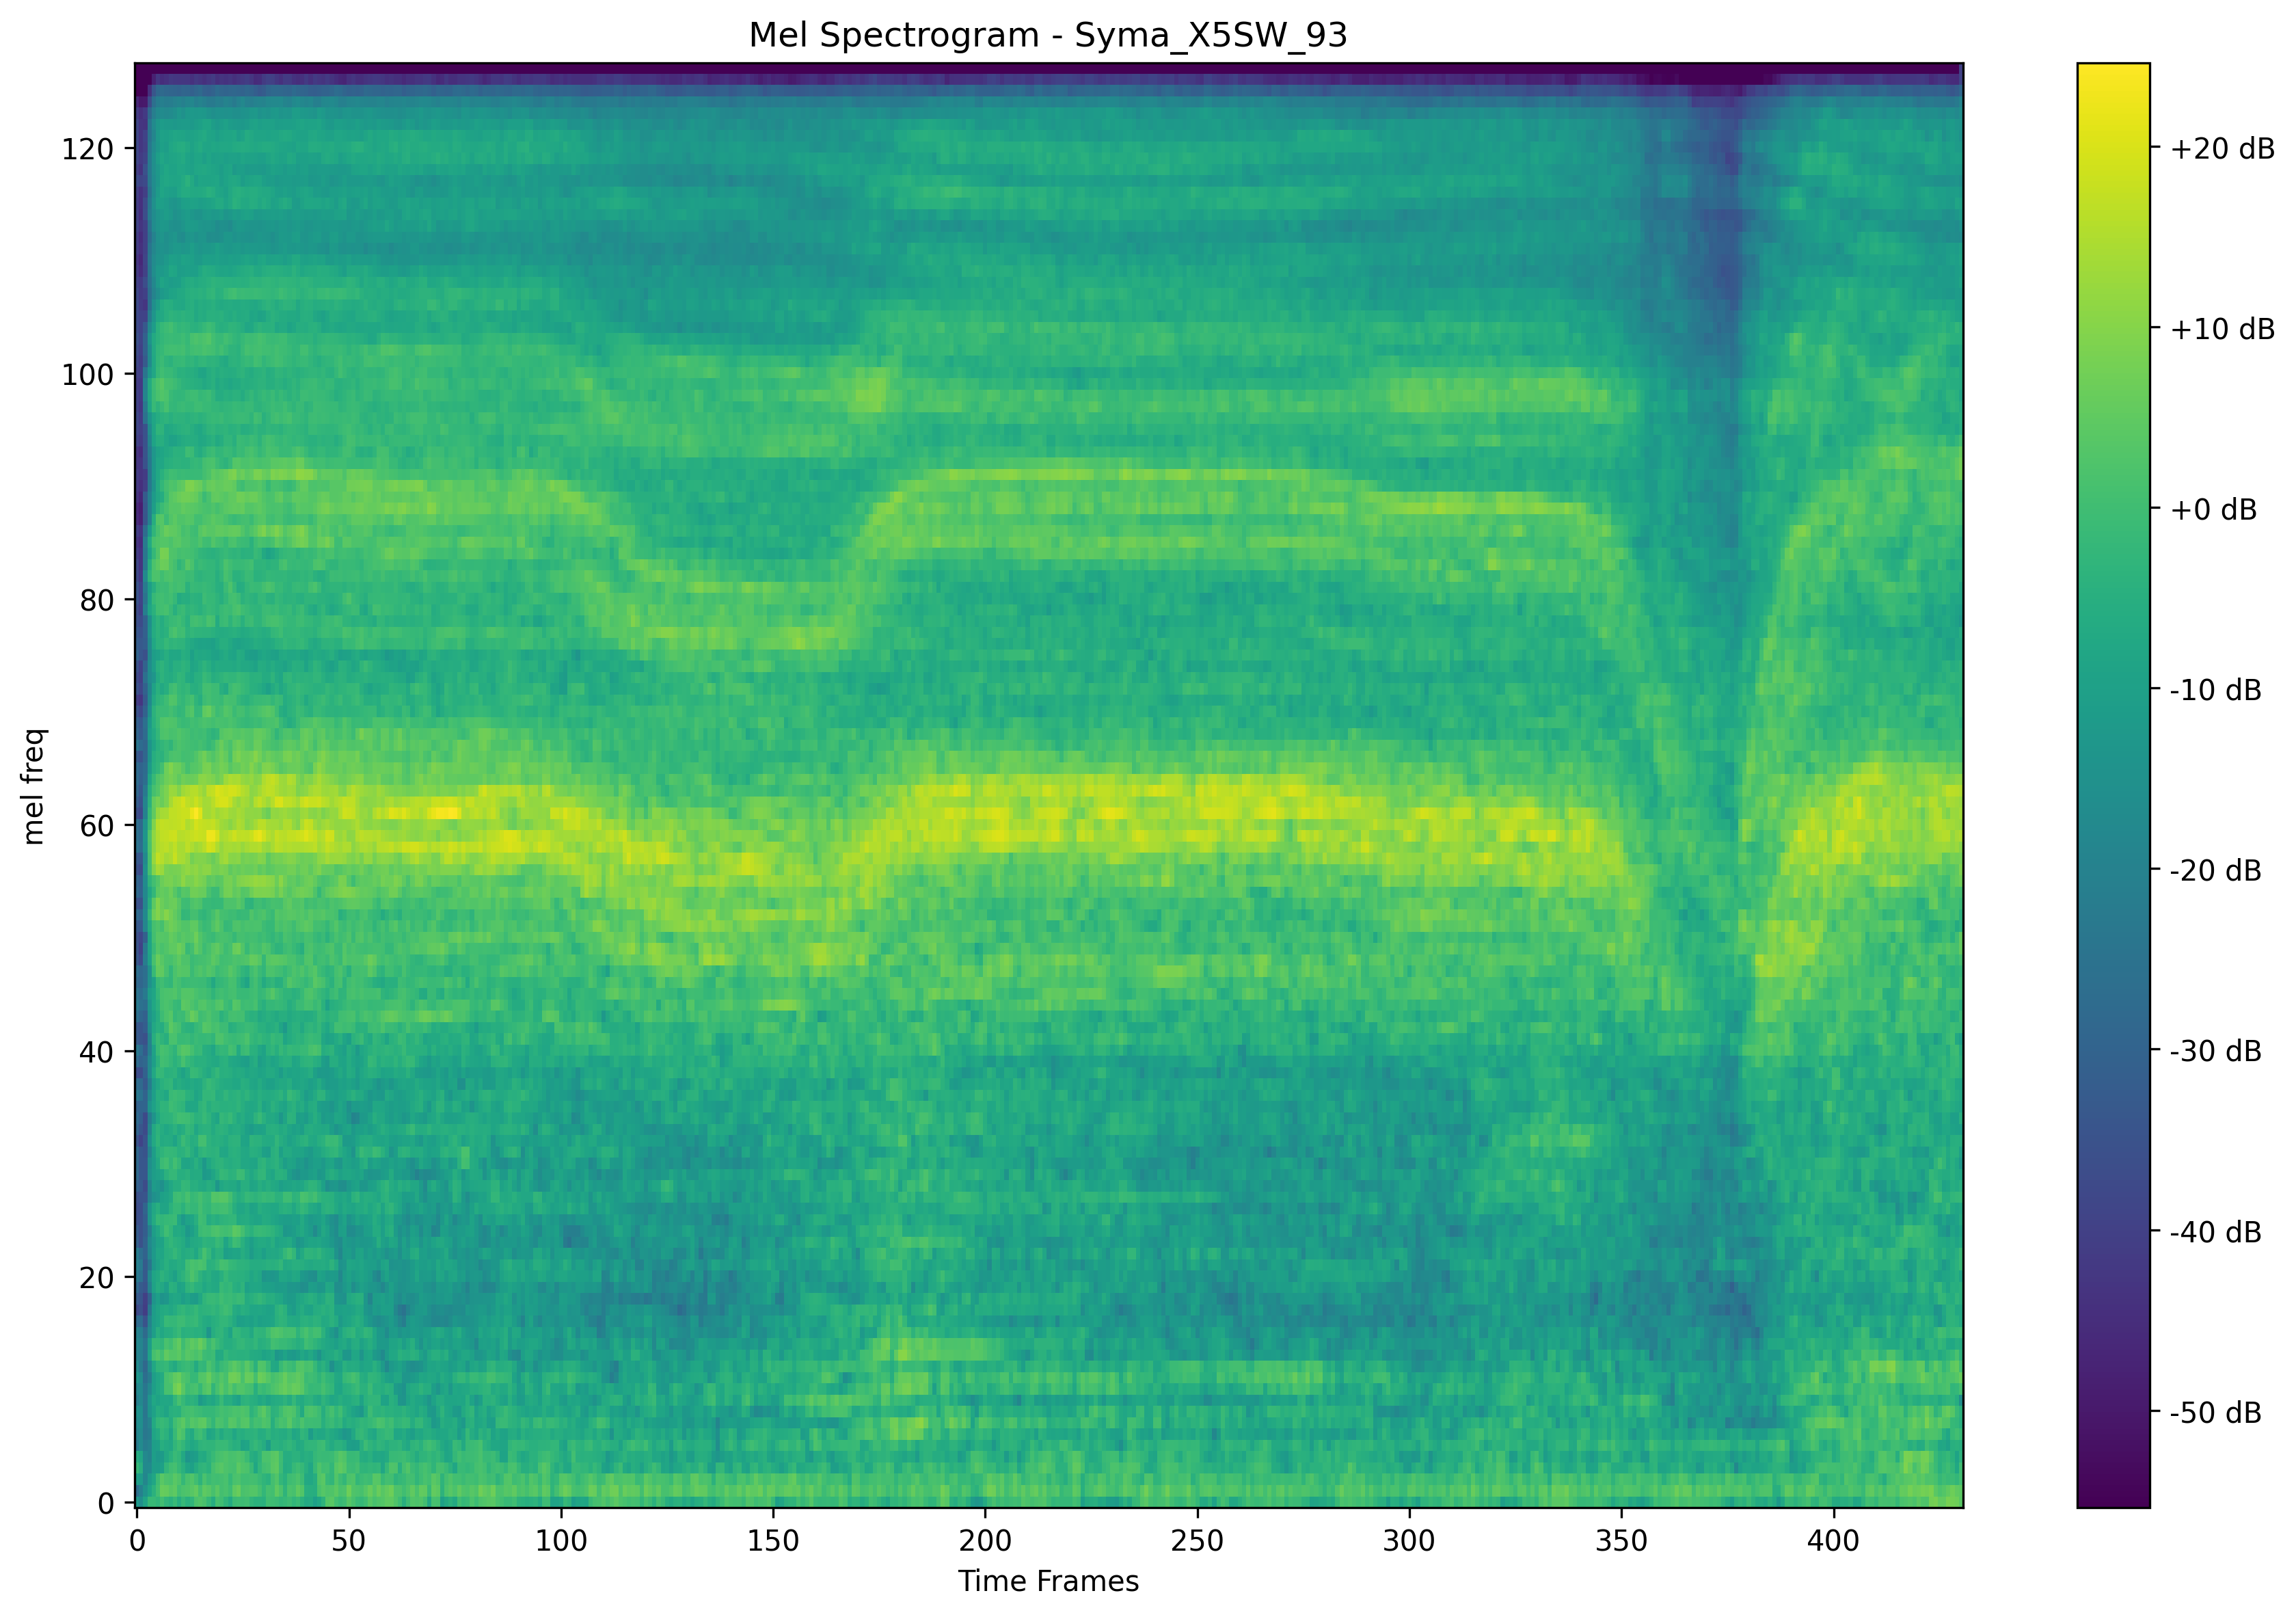 Mel Spectrogram - Syma_X5SW_93
mel freq
120
100
80
60
40
20
0
0 50 100 150 200 250 300 350 400
Time Frames
+20 dB
+10 dB
+0 dB
-10 dB
-20 dB
-30 dB
-40 dB
-50 dB